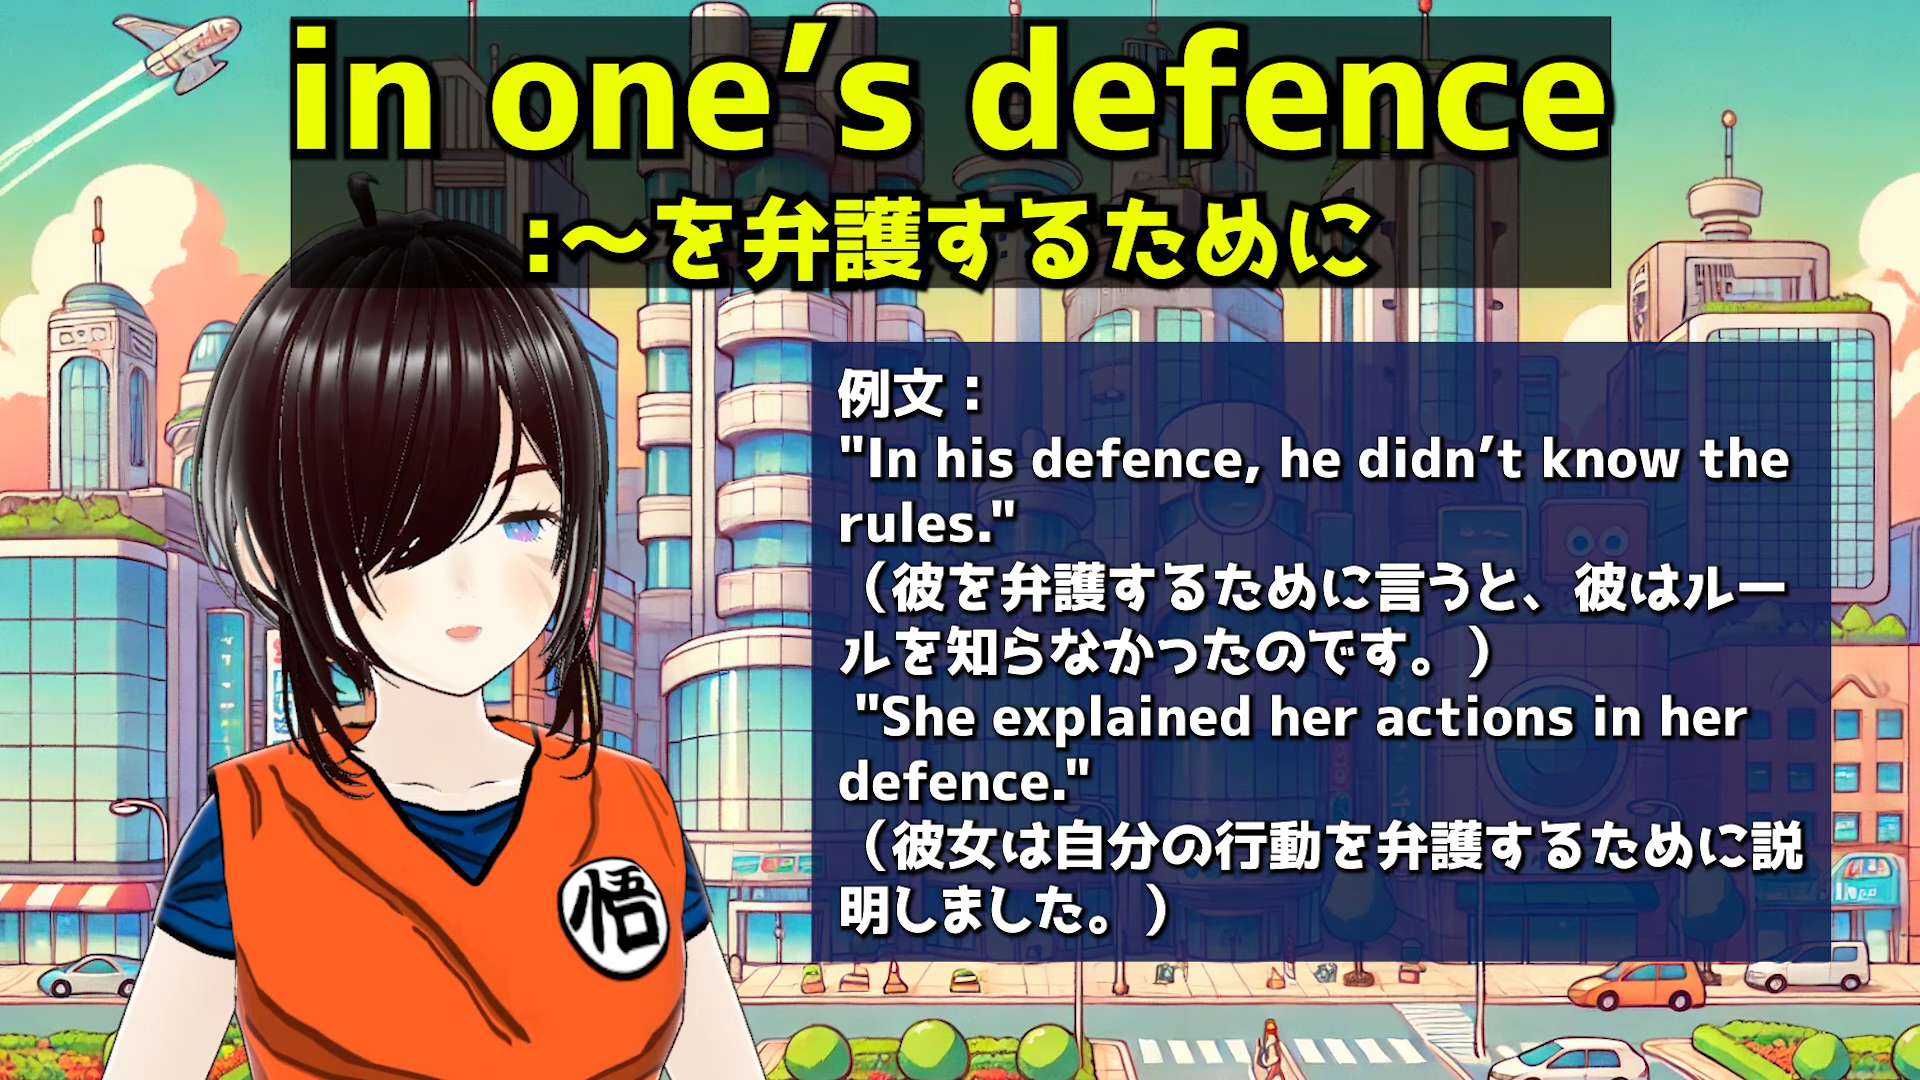 in one’s defence
:～を弁護するために
例文：
"In his defence, he didn’t know the
rules."
（彼を弁護するために言うと、彼はルー
ルを知らなかったのです。）
"She explained her actions in her
defence."
（彼女は自分の行動を弁護するために説
明しました。）
悟